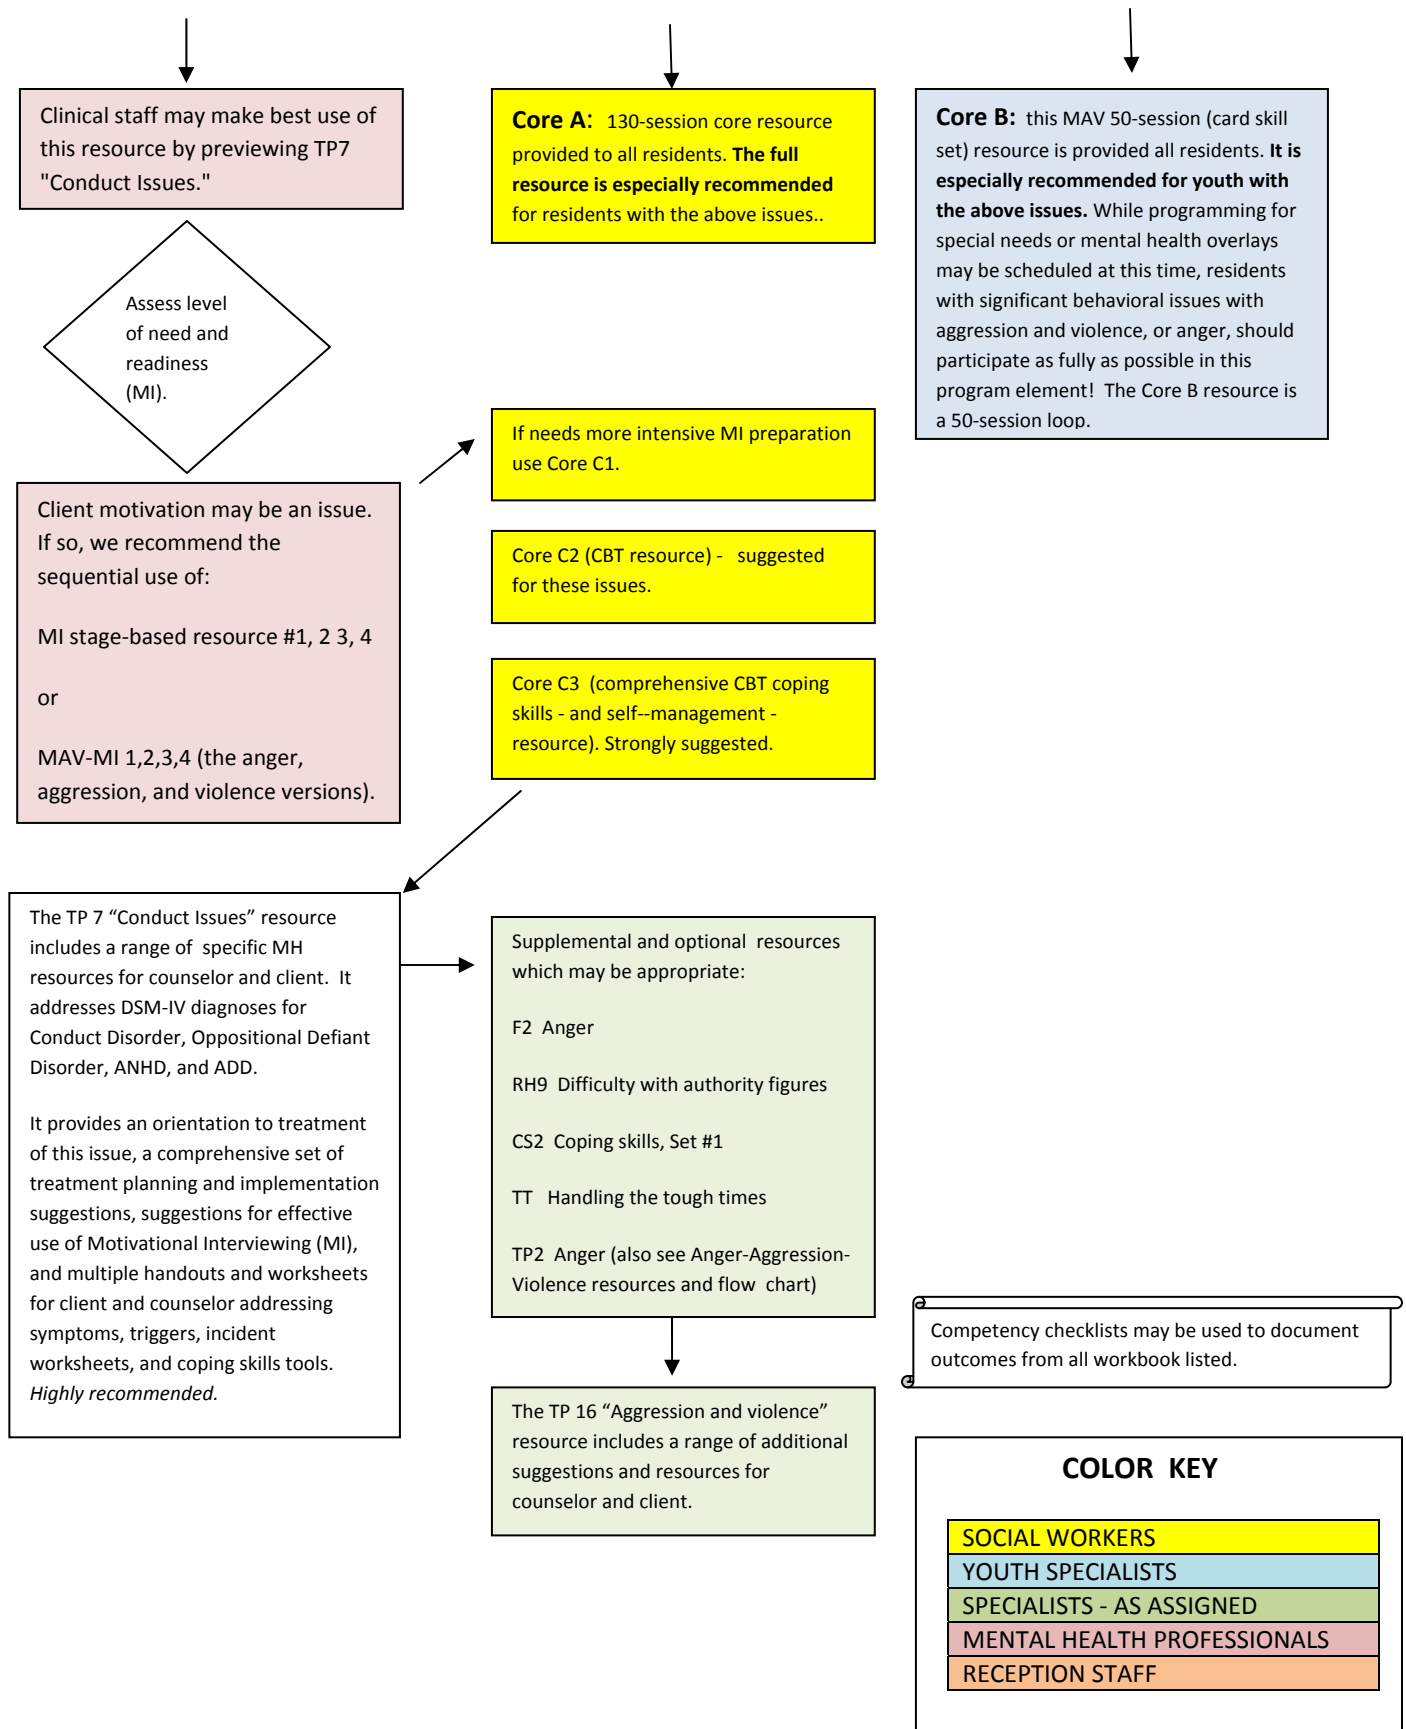 Clinical staff may make best use of
this resource by previewing TP7
"Conduct Issues."
Assess level
of need and
readiness
(MI).
Client motivation may be an issue.
If so, we recommend the
sequential use of:
MI stage-based resource #1, 2 3, 4
or
MAV-MI 1,2,3,4 (the anger,
aggression, and violence versions).
The TP 7 “Conduct Issues” resource
includes a range of specific MH
resources for counselor and client. It
addresses DSM-IV diagnoses for
Conduct Disorder, Oppositional Defiant
Disorder, ANHD, and ADD.
It provides an orientation to treatment
of this issue, a comprehensive set of
treatment planning and implementation
suggestions, suggestions for effective
use of Motivational Interviewing (MI),
and multiple handouts and worksheets
for client and counselor addressing
symptoms, triggers, incident
worksheets, and coping skills tools.
Highly recommended.
Core A: 130-session core resource
provided to all residents. The full
resource is especially recommended
for residents with the above issues..
If needs more intensive MI preparation
use Core C1.
Core C2 (CBT resource) - suggested
for these issues.
Core C3 (comprehensive CBT coping
skills - and self--management -
resource). Strongly suggested.
Supplemental and optional resources
which may be appropriate:
F2 Anger
RH9 Difficulty with authority figures
CS2 Coping skills, Set #1
TT Handling the tough times
TP2 Anger (also see Anger-Aggression-
Violence resources and flow chart)
The TP 16 “Aggression and violence”
resource includes a range of additional
suggestions and resources for
counselor and client.
Core B: this MAV 50-session (card skill
set) resource is provided all residents. It is
especially recommended for youth with
the above issues. While programming for
special needs or mental health overlays
may be scheduled at this time, residents
with significant behavioral issues with
aggression and violence, or anger, should
participate as fully as possible in this
program element! The Core B resource is
a 50-session loop.
Competency checklists may be used to document
outcomes from all workbook listed.
COLOR KEY
SOCIAL WORKERS
YOUTH SPECIALISTS
SPECIALISTS - AS ASSIGNED
MENTAL HEALTH PROFESSIONALS
RECEPTION STAFF